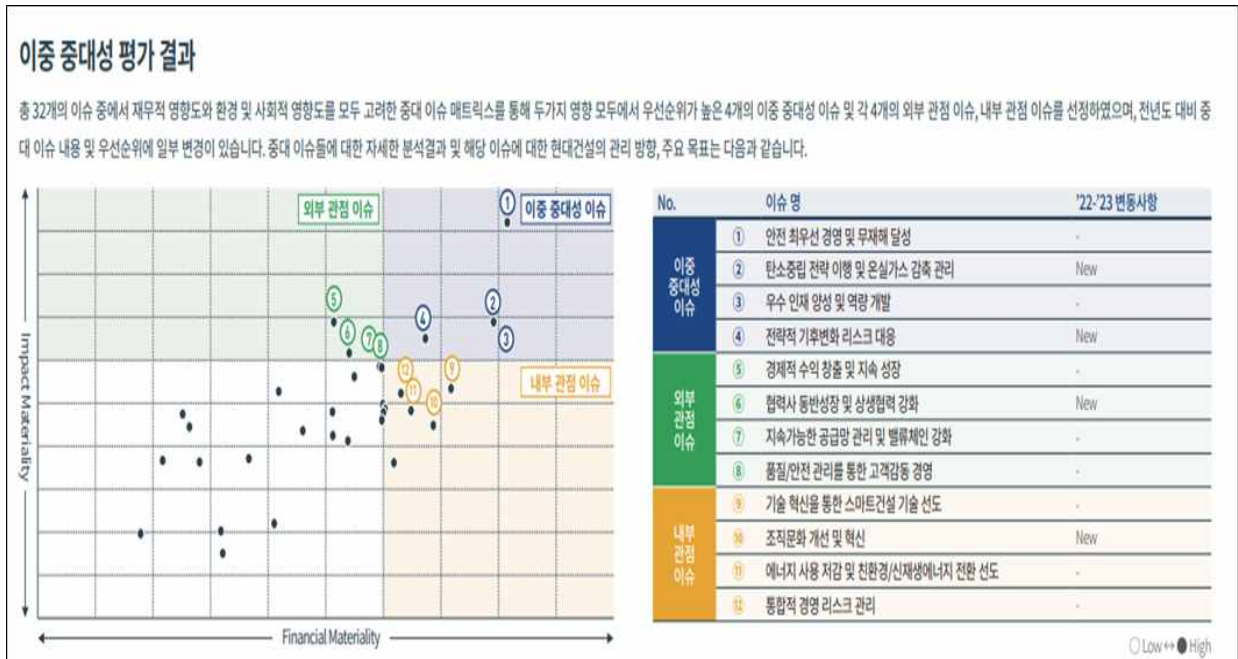 이중 중대성 평가 결과
총 32개의 이슈 중에서 재무적 영향도와 환경 및 사회적 영향도를 모두 고려한 중대 이슈 매트릭스를 통해 두가지 영향 모두에서 우선순위가 높은 4개의 이중 중대성 이슈 및 각 4개의 외부 관점 이슈, 내부 관점 이슈를 선정하였으며, 전년도 대비 중
대 이슈 내용 및 우선순위에 일부 변경이 있습니다. 중대 이슈들에 대한 자세한 분석결과 및 해당 이슈에 대한 현대건설의 관리 방향, 주요 목표는 다음과 같습니다.
외부 관점 이슈
① 이중 중대성 이슈
⑤
②
④
⑥
⑦
⑧
③
⑫
⑨
내부 관점 이슈
⑪
⑩
Impact Materiality
Financial Materiality
No. 이슈 명 '22-'23 변동사항
이중
중대성
이슈
① 안전 최우선 경영 및 무재해 달성 -
② 탄소중립 전략 이행 및 온실가스 감축 관리 New
③ 우수 인재 양성 및 역량 개발 -
④ 전략적 기후변화 리스크 대응 New
외부
관점
이슈
⑤ 경제적 수익 창출 및 지속 성장 -
⑥ 협력사 동반성장 및 상생협력 강화 New
⑦ 지속가능한 공급망 관리 및 밸류체인 강화 -
⑧ 품질/안전 관리를 통한 고객감동 경영 -
내부
관점
이슈
⑨ 기술 혁신을 통한 스마트건설 기술 선도 -
⑩ 조직문화 개선 및 혁신 New
⑪ 에너지 사용 저감 및 친환경/신재생에너지 전환 선도 -
⑫ 통합적 경영 리스크 관리 -
○ Low ↔ ● High